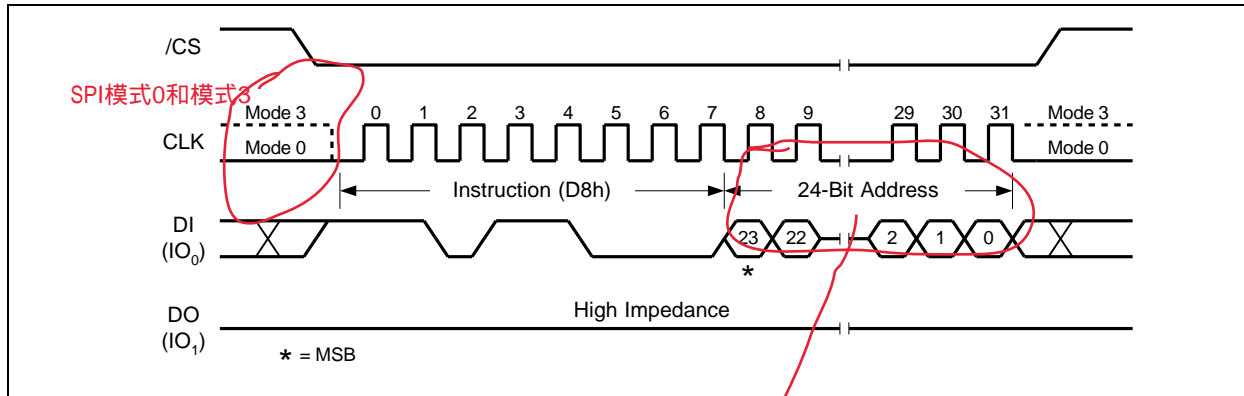 /CS
SPI模式0和模式3
Mode 3
0 1 2 3 4 5 6 7 8 9 29 30 31
Mode 3
CLK
Mode 0
Mode 0
Instruction (D8h)
24-Bit Address
DI
(IO0)
23 22 2 1 0
*
DO
(IO1)
High Impedance
* = MSB